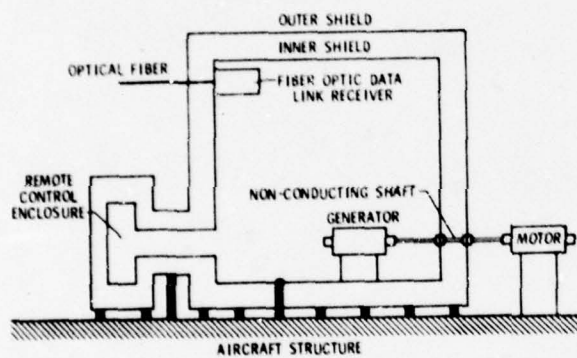 OUTER SHIELD
INNER SHIELD
OPTICAL FIBER
FIBER OPTIC DATA
LINK RECEIVER
REMOTE
CONTROL
ENCLOSURE
NON-CONDUCTING SHAFT
GENERATOR
MOTOR
AIRCRAFT STRUCTURE